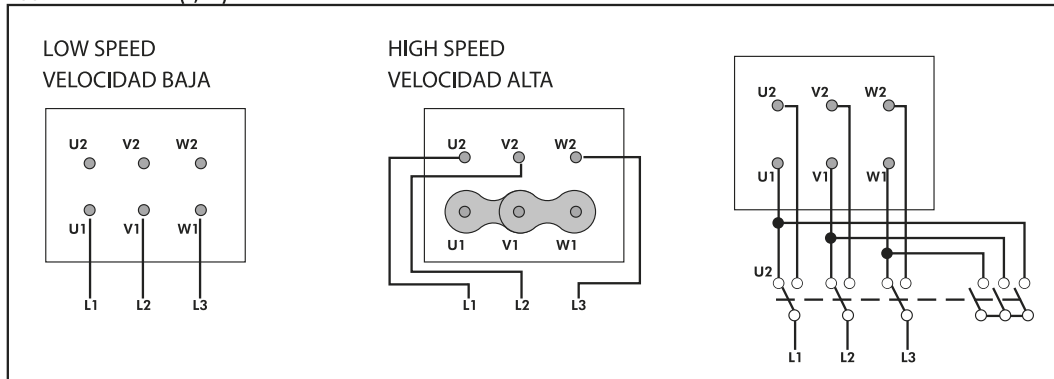 LOW SPEED
VELOCIDAD BAJA
U2 V2 W2
U1 V1 W1
L1 L2 L3
HIGH SPEED
VELOCIDAD ALTA
U2 V2 W2
U1 V1 W1
L1 L2 L3
U2 V2 W2
U1 V1 W1
U2
L1 L2 L3